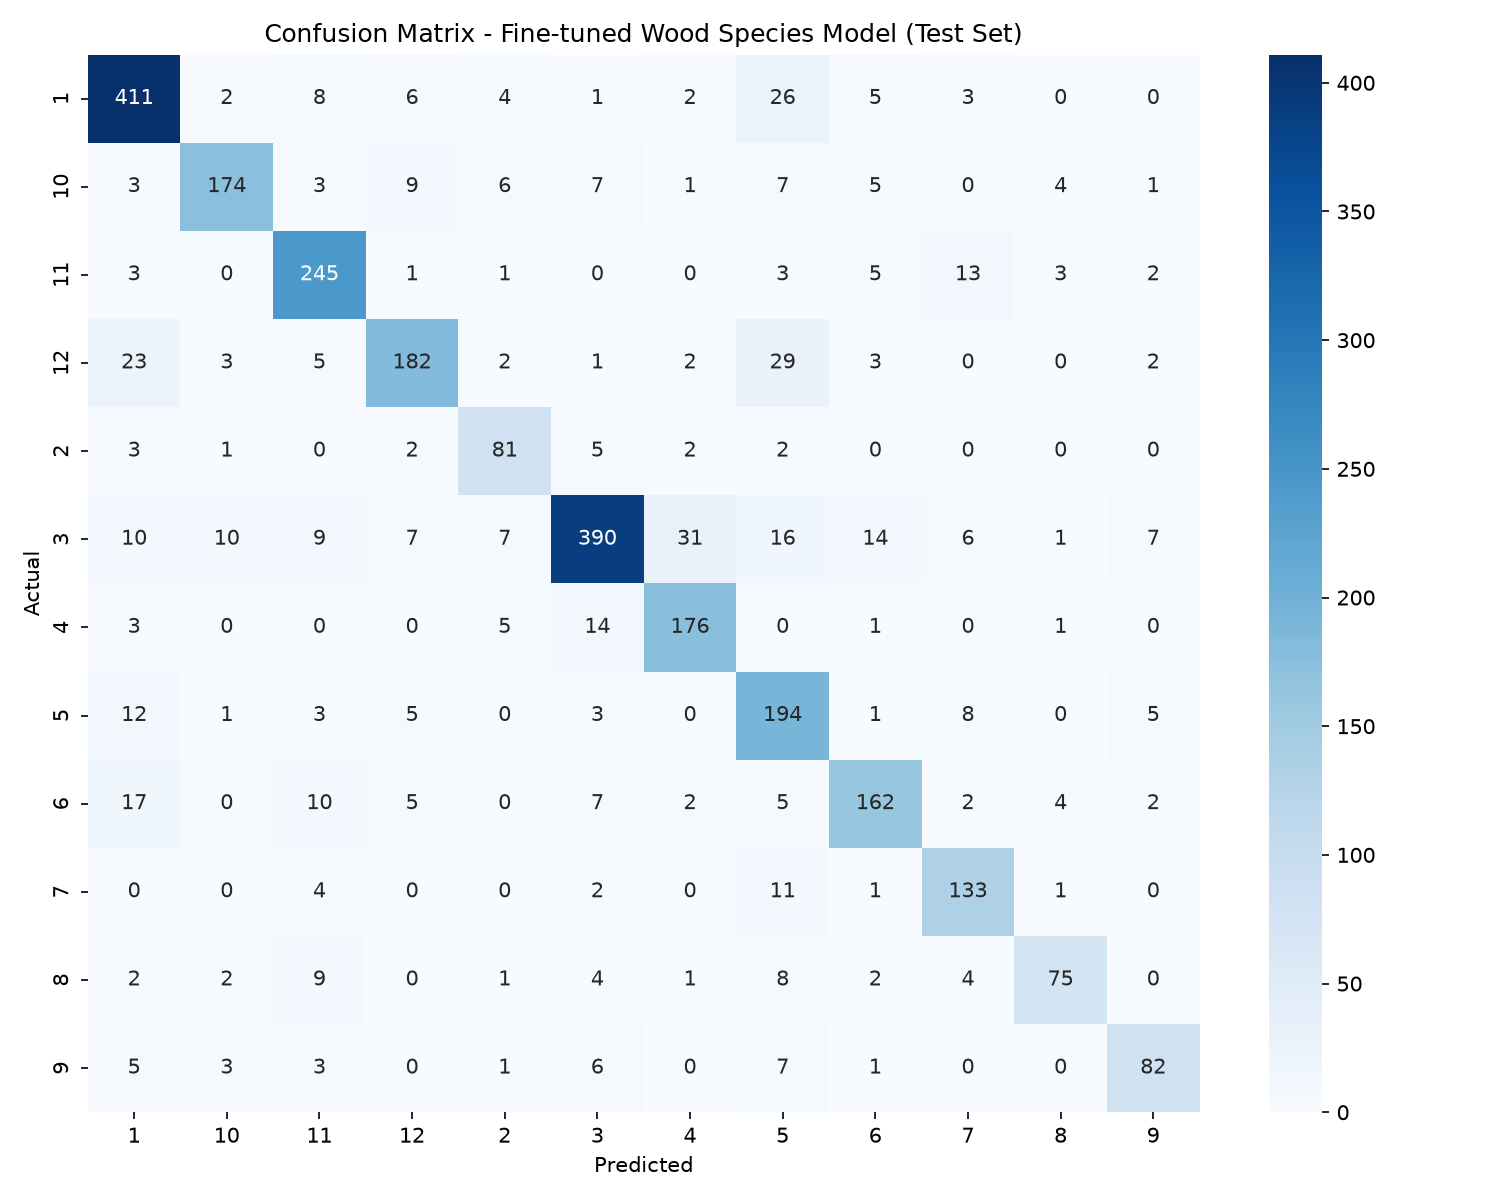 Confusion Matrix - Fine-tuned Wood Species Model (Test Set)
1 411 2 8 6 4 1 2 26 5 3 0 0
10 3 174 3 9 6 7 1 7 5 0 4 1
11 3 0 245 1 1 0 0 3 5 13 3 2
12 23 3 5 182 2 1 2 29 3 0 0 2
2 3 1 0 2 81 5 2 2 0 0 0 0
3 10 10 9 7 7 390 31 16 14 6 1 7
4 3 0 0 0 5 14 176 0 1 0 1 0
5 12 1 3 5 0 3 0 194 1 8 0 5
6 17 0 10 5 0 7 2 5 162 2 4 2
7 0 0 4 0 0 2 0 11 1 133 1 0
8 2 2 9 0 1 4 1 8 2 4 75 0
9 5 3 3 0 1 6 0 7 1 0 0 82
1 10 11 12 2 3 4 5 6 7 8 9
Predicted
Actual
400
350
300
250
200
150
100
50
0